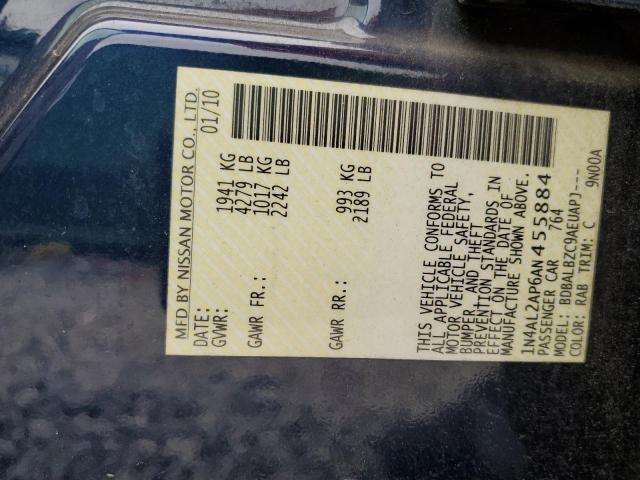 MFD BY NISSAN MOTOR CO., LTD.
DATE: 01/10
GVWR: 1941 KG
4279 LB
GAWR FR.: 1017 KG
2242 LB
GAWR RR.: 993 KG
2189 LB
THIS VEHICLE CONFORMS TO
ALL APPLICABLE FEDERAL
MOTOR VEHICLE SAFETY,
BUMPER, AND THEFT
PREVENTION STANDARDS IN
EFFECT ON THE DATE OF
MANUFACTURE SHOWN ABOVE.
1N4AL2AP6AN455884
PASSENGER CAR 764
MODEL: BDBALBZC9AEUAPJ---
COLOR: RAB TRIM: C 9N00A